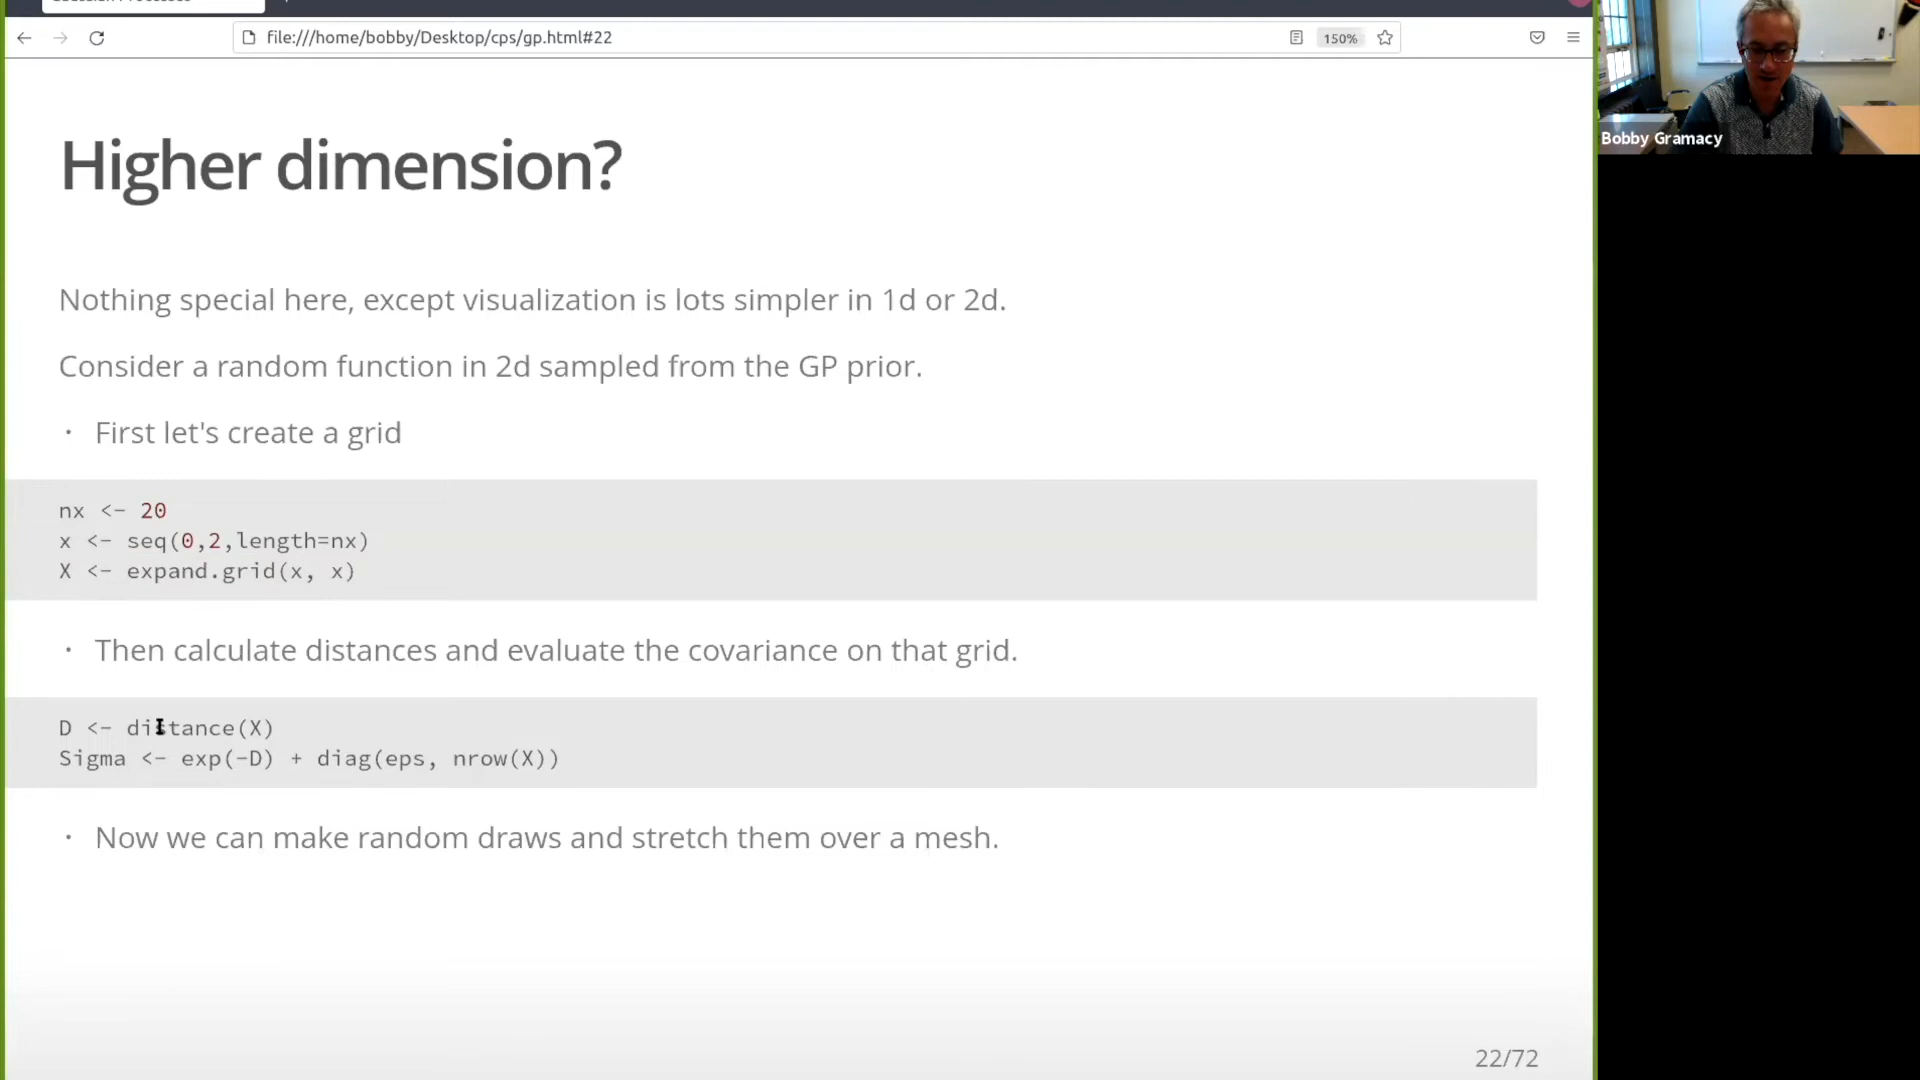 file:///home/bobby/Desktop/cps/gp.html#22
150%
Bobby Gramacy
Higher dimension?
Nothing special here, except visualization is lots simpler in 1d or 2d.
Consider a random function in 2d sampled from the GP prior.
· First let's create a grid
nx <- 20
x <- seq(0,2,length=nx)
X <- expand.grid(x, x)
· Then calculate distances and evaluate the covariance on that grid.
D <- distance(X)
Sigma <- exp(-D) + diag(eps, nrow(X))
· Now we can make random draws and stretch them over a mesh.
22/72